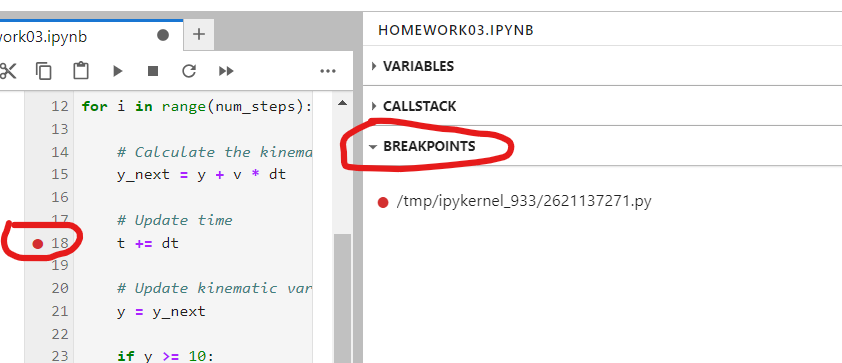 ork03.ipynb
HOMEWORK03.IPYNB
VARIABLES
CALLSTACK
BREAKPOINTS
/tmp/ipykernel_933/2621137271.py
12 for i in range(num_steps):
13
14 # Calculate the kinema
15 y_next = y + v * dt
16
17 # Update time
18 t += dt
19
20 # Update kinematic var
21 y = y_next
22
23 if y >= 10: